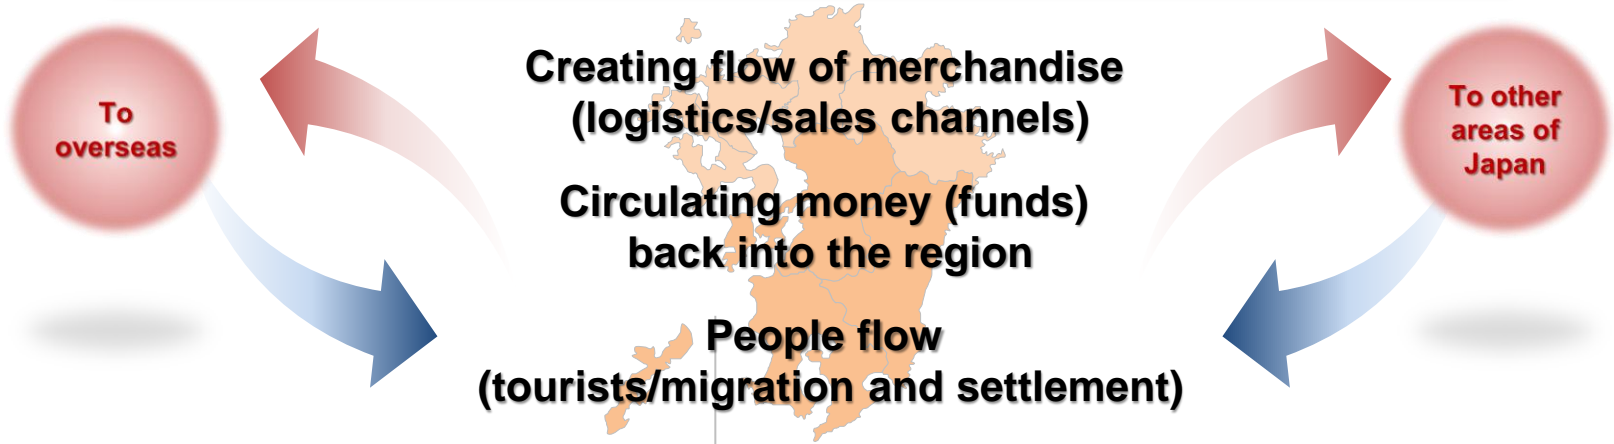 To
overseas
Creating flow of merchandise
(logistics/sales channels)
Circulating money (funds)
back into the region
People flow
(tourists/migration and settlement)
To other
areas of
Japan